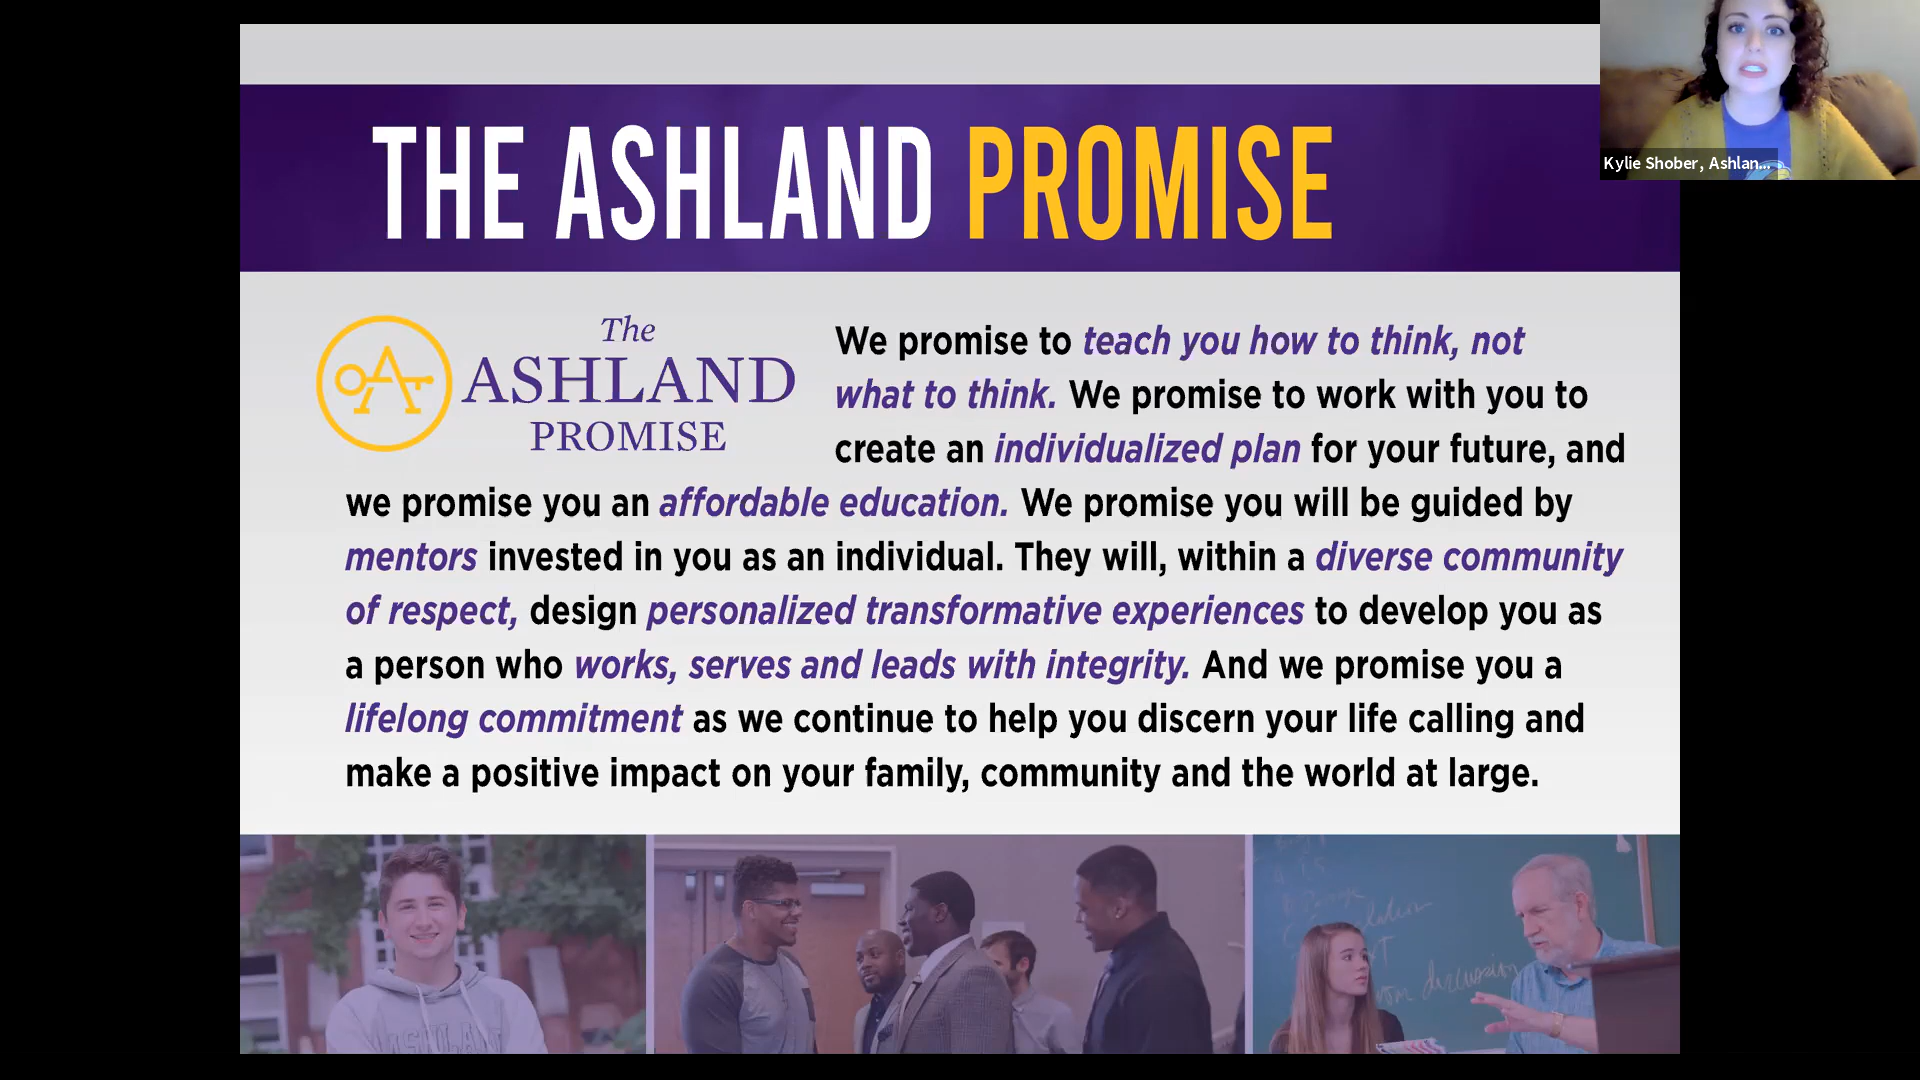 THE ASHLAND PROMISE
Kylie Shober, Ashlan...
The
ASHLAND
PROMISE
We promise to teach you how to think, not
what to think. We promise to work with you to
create an individualized plan for your future, and
we promise you an affordable education. We promise you will be guided by
mentors invested in you as an individual. They will, within a diverse community
of respect, design personalized transformative experiences to develop you as
a person who works, serves and leads with integrity. And we promise you a
lifelong commitment as we continue to help you discern your life calling and
make a positive impact on your family, community and the world at large.
ASHLAND
discussion